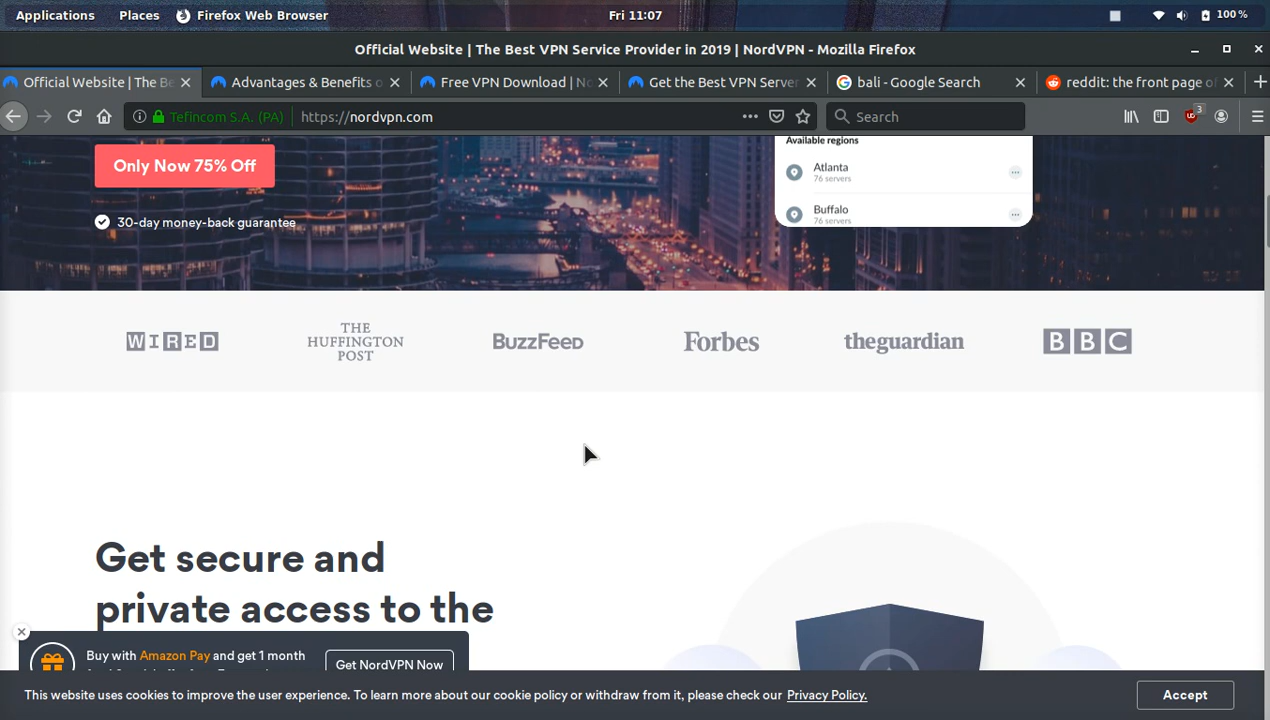 Applications Places Firefox Web Browser Fri 11:07 100 %
Official Website | The Best VPN Service Provider in 2019 | NordVPN - Mozilla Firefox
Official Website | The Be Advantages & Benefits o Free VPN Download | No Get the Best VPN Server bali - Google Search reddit: the front page of
Tefincom S.A. (PA) https://nordvpn.com Search 3
Available regions
Only Now 75% Off
Atlanta
76 servers
30-day money-back guarantee
Buffalo
76 servers
WIRED
THE
HUFFINGTON
POST
BuzzFeed
Forbes
theguardian
BBC
Get secure and
private access to the
Buy with Amazon Pay and get 1 month
Get NordVPN Now
This website uses cookies to improve the user experience. To learn more about our cookie policy or withdraw from it, please check our Privacy Policy.
Accept